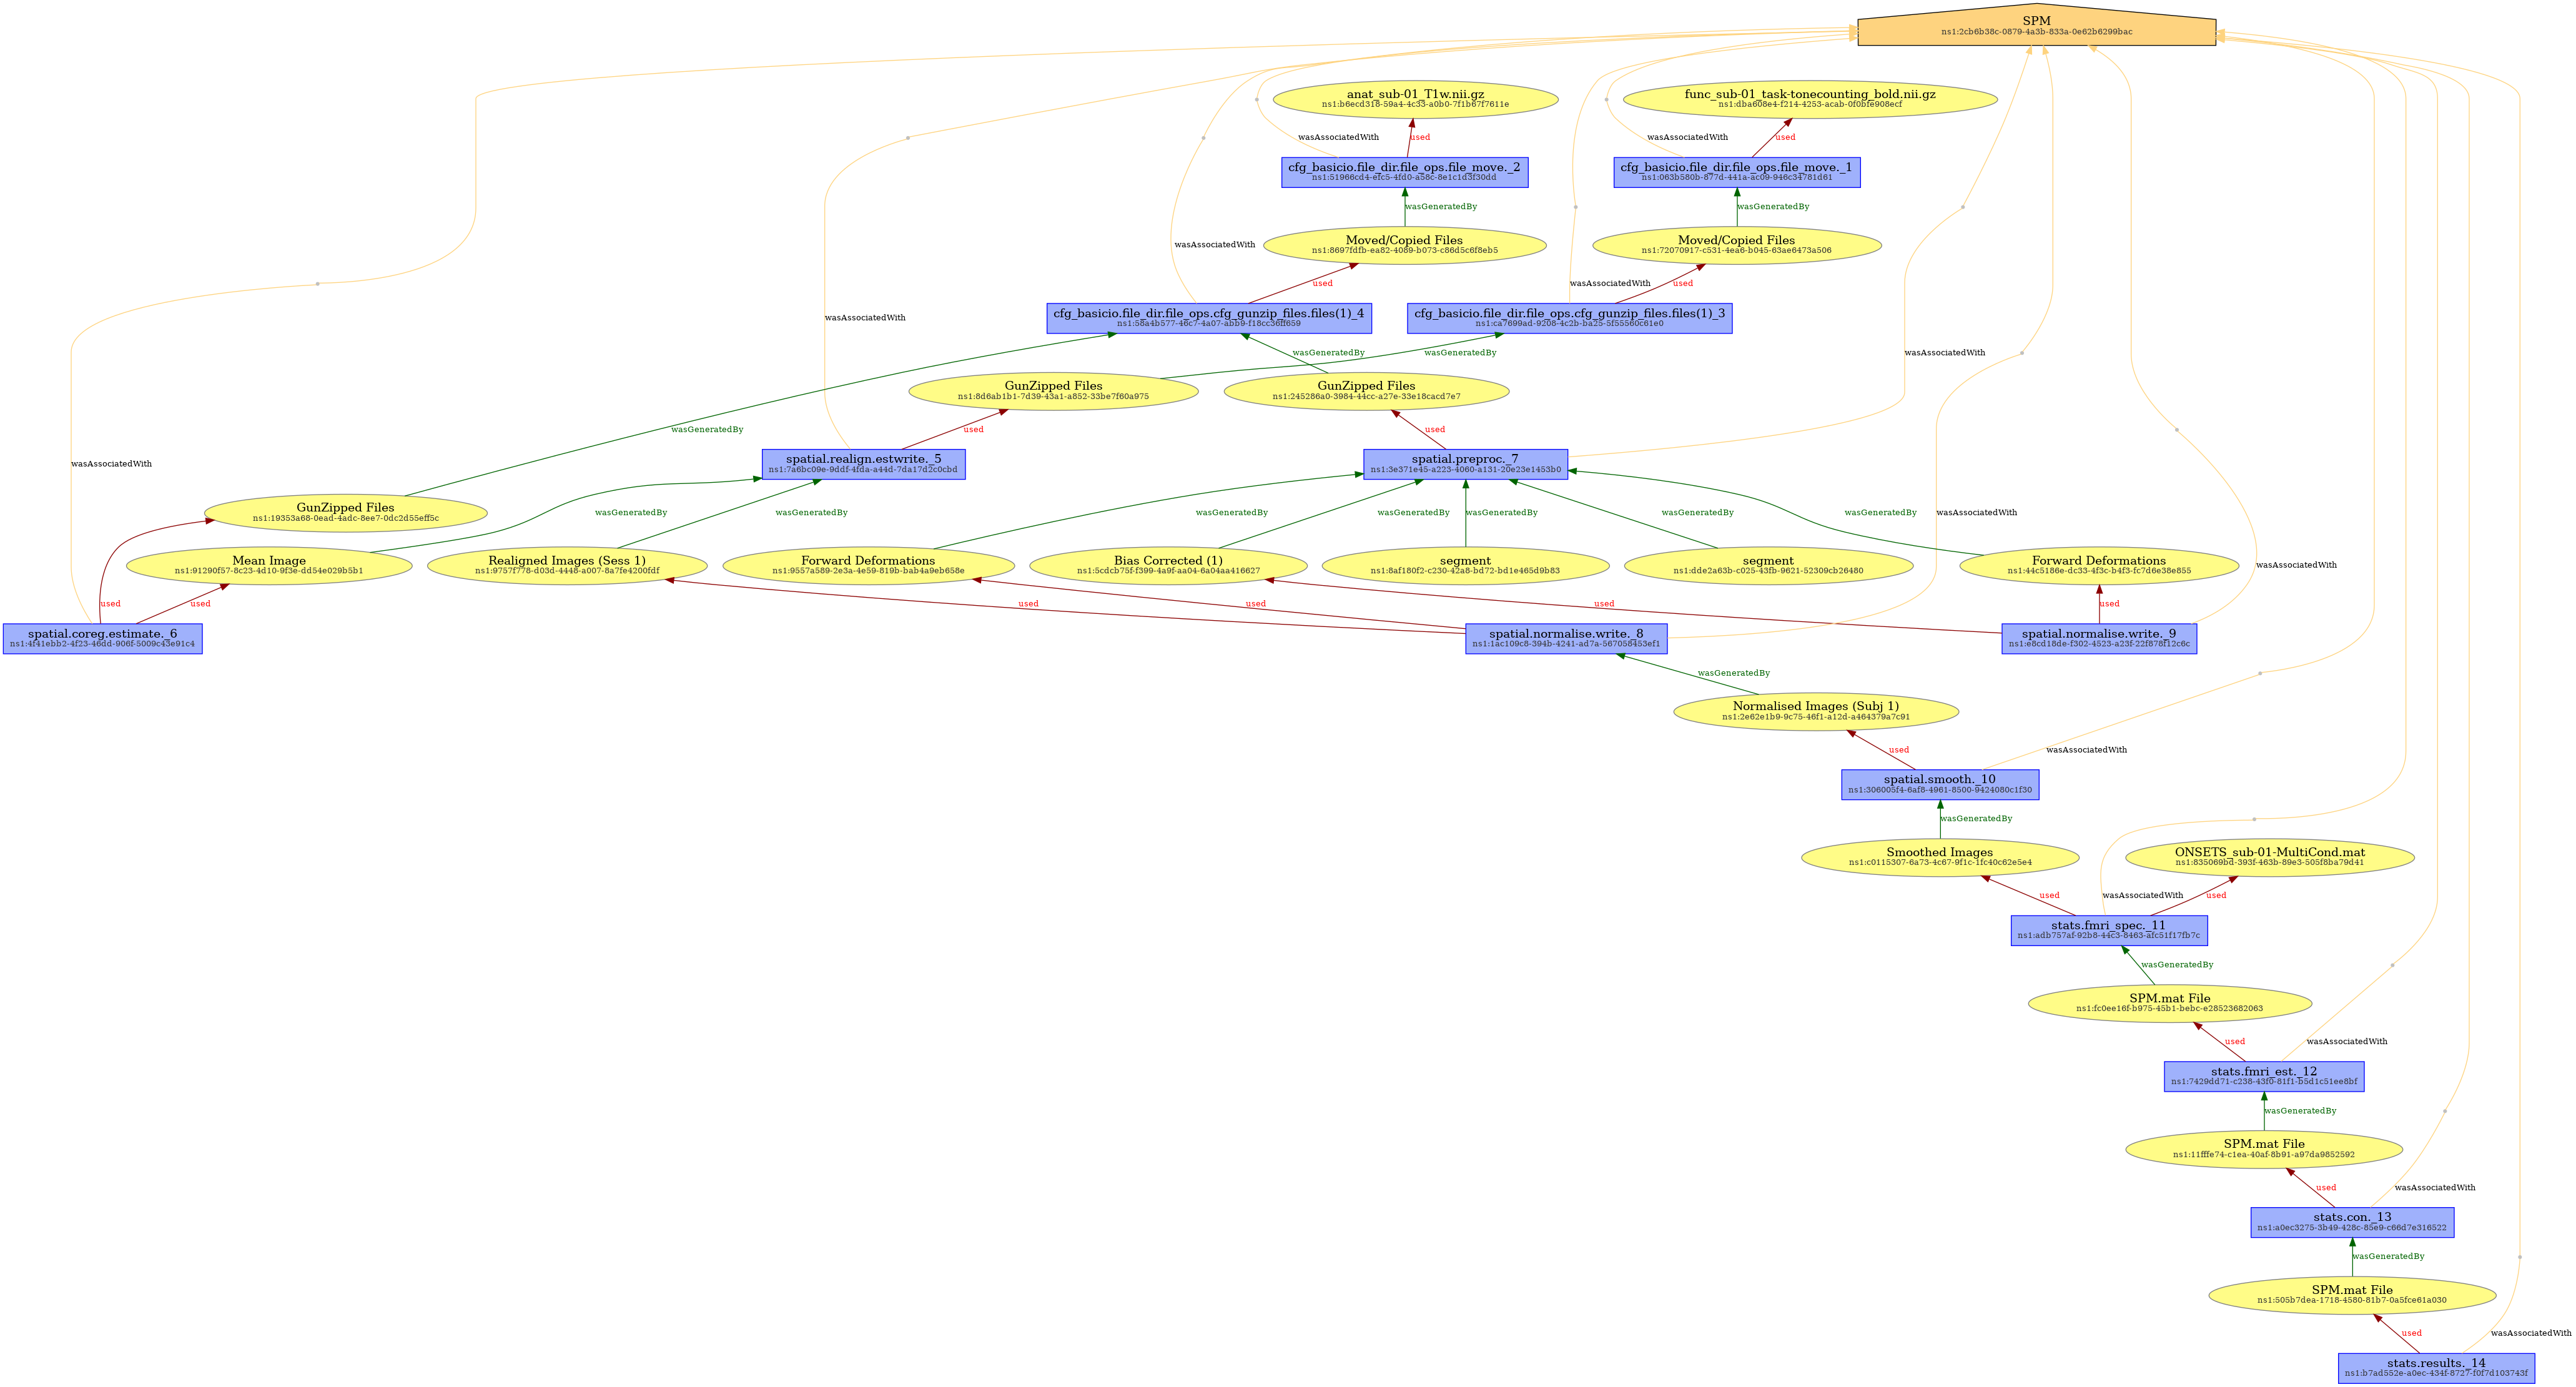 SPM
ns1:2cb6b38c-0879-4a3b-833a-0e62b6299bac
anat_sub-01_T1w.nii.gz
ns1:b6ecd318-59a4-4c33-a0b0-7f1b67f7611e
func_sub-01_task-tonecounting_bold.nii.gz
ns1:dba608e4-f214-4253-acab-0f0bfe908ecf
wasAssociatedWith
used
wasAssociatedWith
used
cfg_basicio.file_dir.file_ops.file_move._2
ns1:51966cd4-efc5-4fd0-a58c-8e1c1d3f30dd
cfg_basicio.file_dir.file_ops.file_move._1
ns1:063b580b-877d-441a-ac09-946c34781d61
wasGeneratedBy
wasGeneratedBy
Moved/Copied Files
ns1:8697fdfb-ea82-4089-b073-c86d5c6f8eb5
Moved/Copied Files
ns1:72070917-c531-4ea6-b045-63ae6473a506
wasAssociatedWith
used
wasAssociatedWith
used
cfg_basicio.file_dir.file_ops.cfg_gunzip_files.files(1)_4
ns1:58a4b577-46c7-4a07-abb9-f18cc36ff659
cfg_basicio.file_dir.file_ops.cfg_gunzip_files.files(1)_3
ns1:ca7699ad-9208-4c2b-ba25-5f55560c61e0
wasAssociatedWith
wasGeneratedBy
wasGeneratedBy
wasAssociatedWith
GunZipped Files
ns1:8d6ab1b1-7d39-43a1-a852-33be7f60a975
GunZipped Files
ns1:245286a0-3984-44cc-a27e-33e18cacd7e7
wasGeneratedBy
used
used
wasAssociatedWith
spatial.realign.estwrite._5
ns1:7a6bc09e-9ddf-4fda-a44d-7da17d2c0cbd
spatial.preproc._7
ns1:3e371e45-a223-4060-a131-20e23e1453b0
GunZipped Files
ns1:19353a68-0ead-4adc-8ee7-0dc2d55eff5c
wasGeneratedBy
wasGeneratedBy
wasGeneratedBy
wasGeneratedBy
wasGeneratedBy
wasGeneratedBy
wasGeneratedBy
wasAssociatedWith
Mean Image
ns1:91290f57-8c23-4d10-9f3e-dd54e029b5b1
Realigned Images (Sess 1)
ns1:9757f778-d03d-4448-a007-8a7fe4200fdf
Forward Deformations
ns1:9557a589-2e3a-4e59-819b-bab4a9eb658e
Bias Corrected (1)
ns1:5cdcb75f-f399-4a9f-aa04-6a04aa416627
segment
ns1:8af180f2-c230-42a8-bd72-bd1e465d9b83
segment
ns1:dde2a63b-c025-43fb-9621-52309cb26480
Forward Deformations
ns1:44c5186e-dc33-4f3c-b4f3-fc7d6e38e855
wasAssociatedWith
used
used
used
used
used
used
spatial.coreg.estimate._6
ns1:4f41ebb2-4f23-46dd-906f-5009c43e91c4
spatial.normalise.write._8
ns1:1ac109c8-394b-4241-ad7a-567058453ef1
spatial.normalise.write._9
ns1:e8cd18de-f302-4523-a23f-22f878f12c6c
wasGeneratedBy
Normalised Images (Subj 1)
ns1:2e62e1b9-9c75-46f1-a12d-a464379a7c91
used
wasAssociatedWith
spatial.smooth._10
ns1:306005f4-6af8-4961-8500-9424080c1f30
wasGeneratedBy
Smoothed Images
ns1:c0115307-6a73-4c67-9f1c-1fc40c62e5e4
ONSETS_sub-01-MultiCond.mat
ns1:835069bd-393f-463b-89e3-505f8ba79d41
used
wasAssociatedWith
used
stats.fmri_spec._11
ns1:adb757af-92b8-44c3-8463-afc51f17fb7c
wasGeneratedBy
SPM.mat File
ns1:fc0ee16f-b975-45b1-bebc-e28523682063
used
wasAssociatedWith
stats.fmri_est._12
ns1:7429dd71-c238-43f0-81f1-b5d1c51ee8bf
wasGeneratedBy
SPM.mat File
ns1:11fffe74-c1ea-40af-8b91-a97da9852592
used
wasAssociatedWith
stats.con._13
ns1:a0ec3275-3b49-428c-85e9-c66d7e316522
wasGeneratedBy
SPM.mat File
ns1:505b7dea-1718-4580-81b7-0a5fce61a030
used
wasAssociatedWith
stats.results._14
ns1:b7ad552e-a0ec-434f-8727-f0f7d103743f